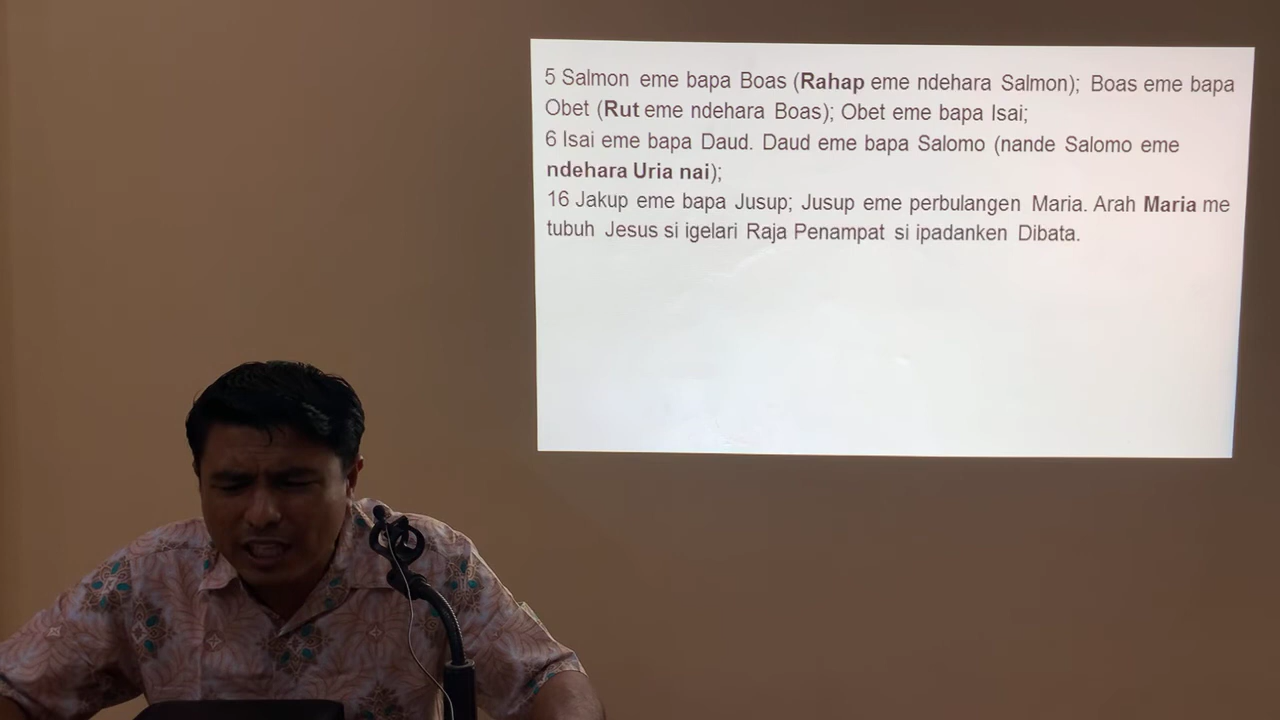 5 Salmon eme bapa Boas (Rahap eme ndehara Salmon); Boas eme bapa
Obet (Rut eme ndehara Boas); Obet eme bapa Isai;
6 Isai eme bapa Daud. Daud eme bapa Salomo (nande Salomo eme
ndehara Uria nai);
16 Jakup eme bapa Jusup; Jusup eme perbulangen Maria. Arah Maria me
tubuh Jesus si igelari Raja Penampat si ipadanken Dibata.